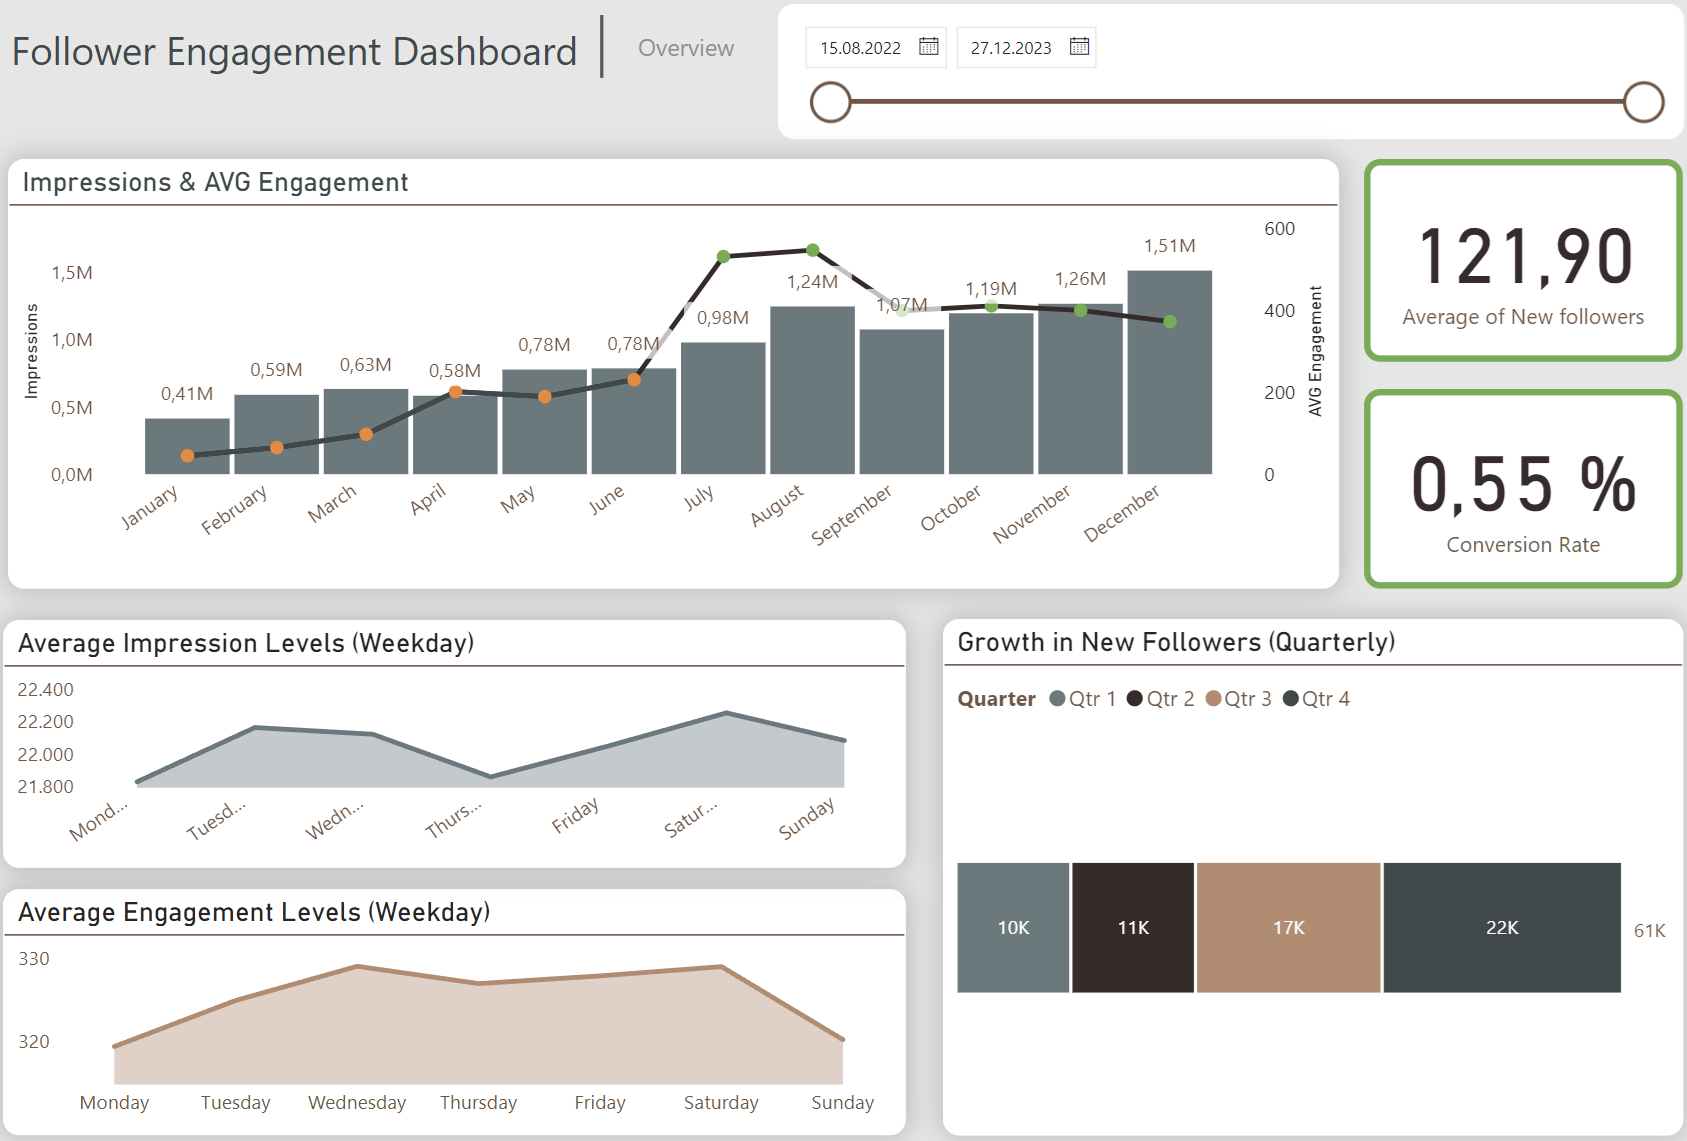 Follower Engagement Dashboard
Overview
15.08.2022
27.12.2023
Impressions & AVG Engagement
Impressions
1,5M
1,0M
0,5M
0,0M
0,41M
0,59M
0,63M
0,58M
0,78M
0,78M
0,98M
1,24M
1,07M
1,19M
1,26M
1,51M
600
400
200
0
AVG Engagement
January
February
March
April
May
June
July
August
September
October
November
December
121,90
Average of New followers
0,55 %
Conversion Rate
Average Impression Levels (Weekday)
22.400
22.200
22.000
21.800
Mond...
Tuesd...
Wedn...
Thurs...
Friday
Satur...
Sunday
Average Engagement Levels (Weekday)
330
320
Monday
Tuesday
Wednesday
Thursday
Friday
Saturday
Sunday
Growth in New Followers (Quarterly)
Quarter Qtr 1 Qtr 2 Qtr 3 Qtr 4
10K
11K
17K
22K
61K